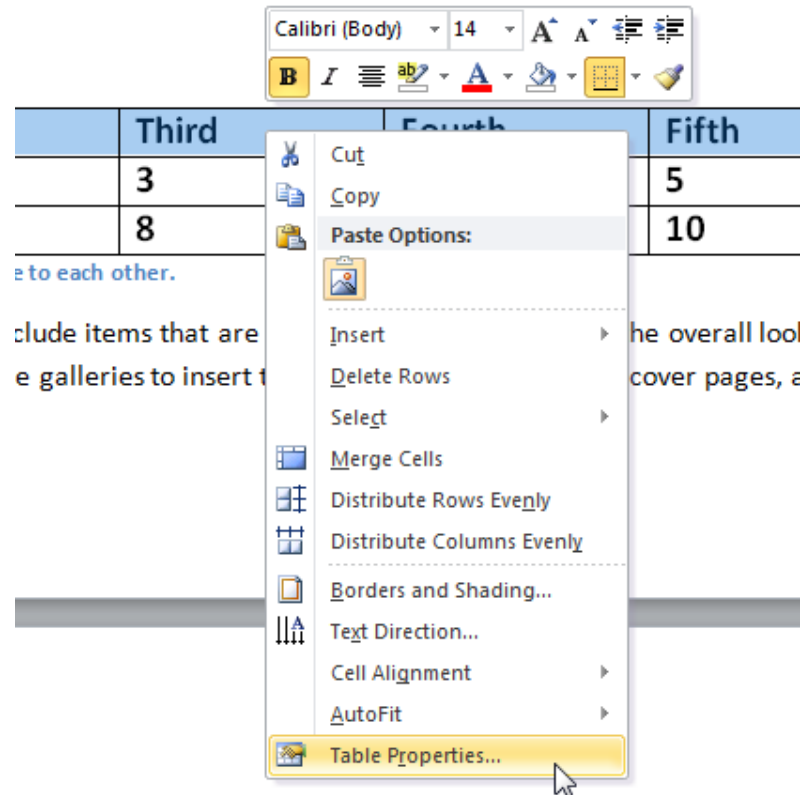 Calibri (Body) 14 A A
B I ab A
Third Fourth Fifth
3 5
8 10
e to each other.
clude items that are he overall lool
e galleries to insert t cover pages, a
Cut
Copy
Paste Options:
Insert
Delete Rows
Select
Merge Cells
Distribute Rows Evenly
Distribute Columns Evenly
Borders and Shading...
Text Direction...
Cell Alignment
AutoFit
Table Properties...